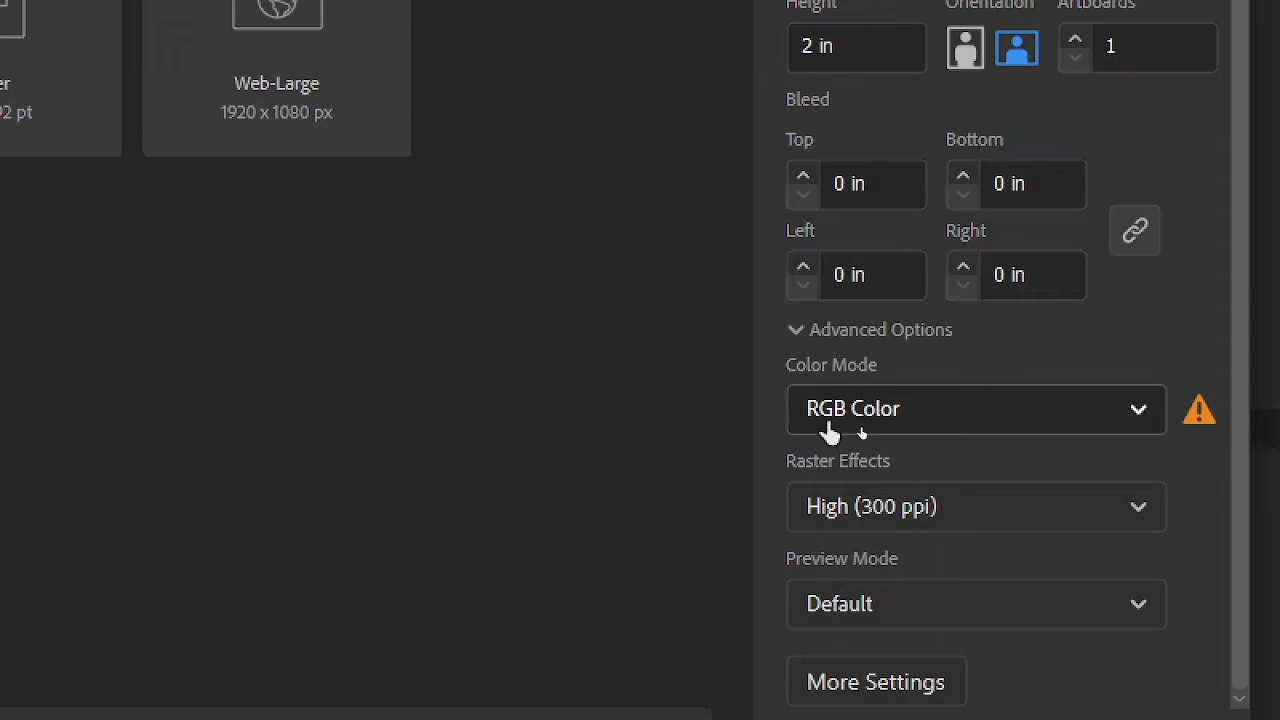 Height
Orientation
Artboards
2 in
1
Web-Large
1920 x 1080 px
Bleed
Top
Bottom
0 in
0 in
Left
Right
0 in
0 in
Advanced Options
Color Mode
RGB Color
Raster Effects
High (300 ppi)
Preview Mode
Default
More Settings